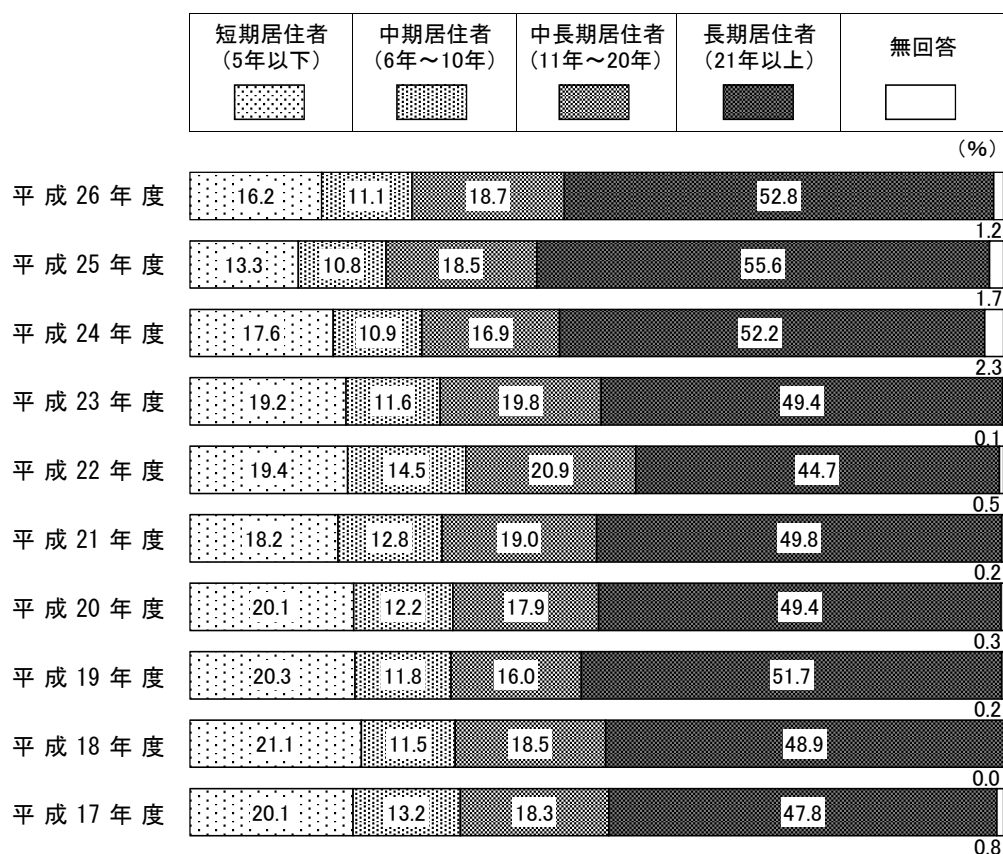 短期居住者 中期居住者 中長期居住者 長期居住者 無回答
(5年以下) (6年～10年) (11年～20年) (21年以上)
(%)
平成26年度 16.2 11.1 18.7 52.8
1.2
平成25年度 13.3 10.8 18.5 55.6
1.7
平成24年度 17.6 10.9 16.9 52.2
2.3
平成23年度 19.2 11.6 19.8 49.4
0.1
平成22年度 19.4 14.5 20.9 44.7
0.5
平成21年度 18.2 12.8 19.0 49.8
0.2
平成20年度 20.1 12.2 17.9 49.4
0.3
平成19年度 20.3 11.8 16.0 51.7
0.2
平成18年度 21.1 11.5 18.5 48.9
0.0
平成17年度 20.1 13.2 18.3 47.8
0.8